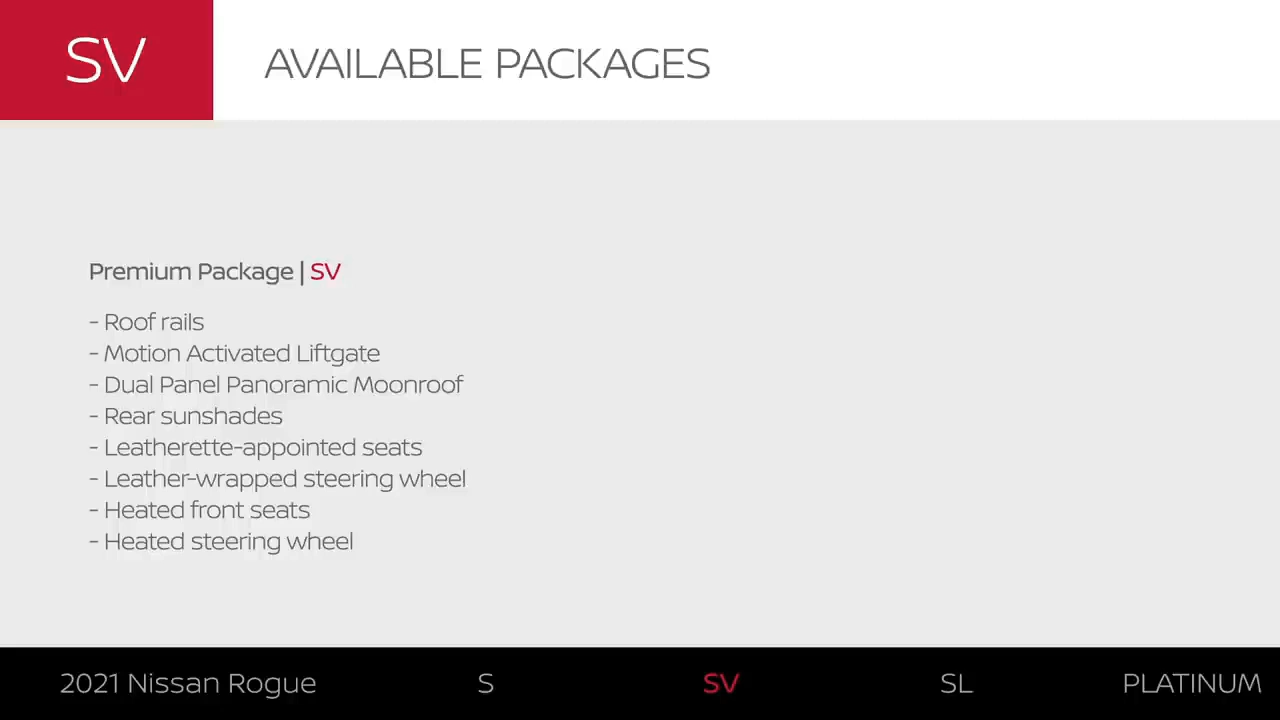 SV
AVAILABLE PACKAGES
Premium Package | SV
- Roof rails
- Motion Activated Liftgate
- Dual Panel Panoramic Moonroof
- Rear sunshades
- Leatherette-appointed seats
- Leather-wrapped steering wheel
- Heated front seats
- Heated steering wheel
2021 Nissan Rogue S SV SL PLATINUM